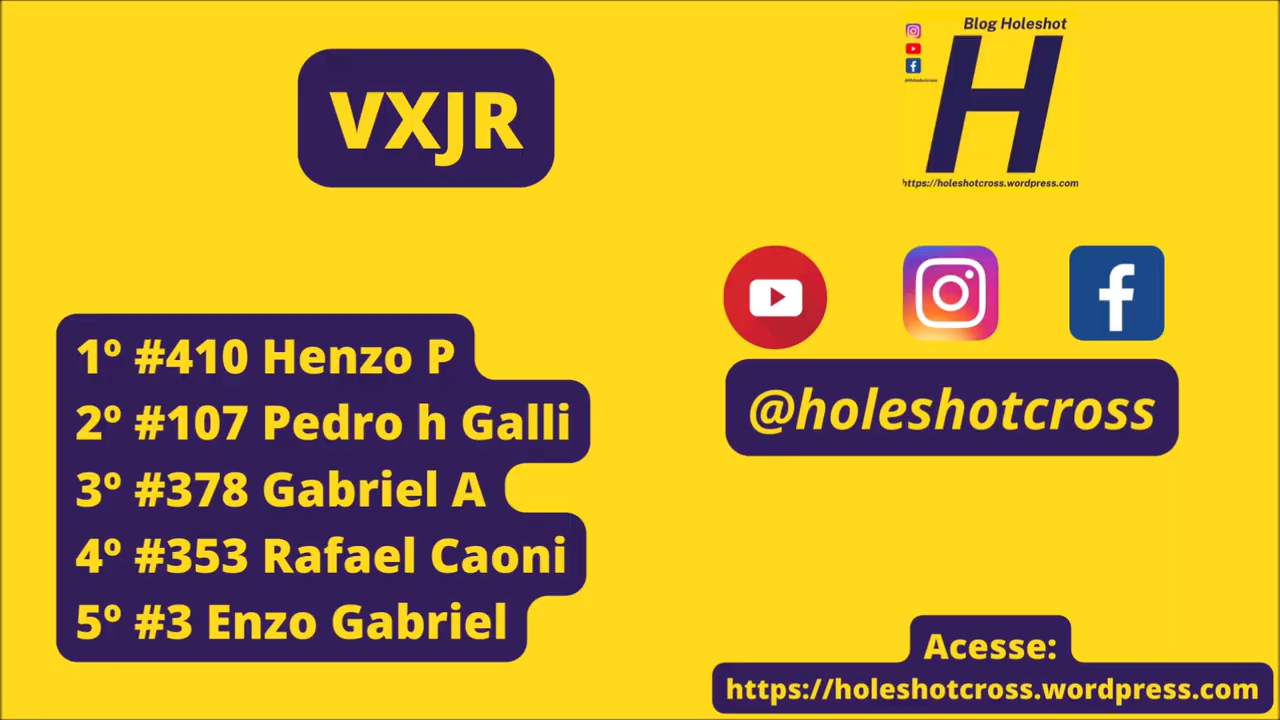 VXJR
Blog Holeshot
H
https://holeshotcross.wordpress.com
1º #410 Henzo P
2º #107 Pedro h Galli
3º #378 Gabriel A
4º #353 Rafael Caoni
5º #3 Enzo Gabriel
@holeshotcross
Acesse:
https://holeshotcross.wordpress.com